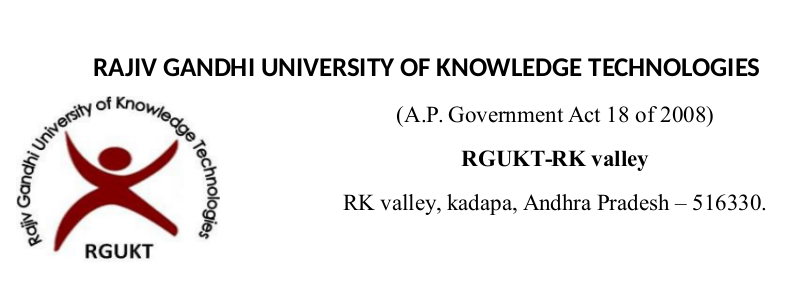 RAJIV GANDHI UNIVERSITY OF KNOWLEDGE TECHNOLOGIES
(A.P. Government Act 18 of 2008)
RGUKT-RK valley
RK valley, kadapa, Andhra Pradesh – 516330.
Rajiv Gandhi University of Knowledge Technologies
RGUKT